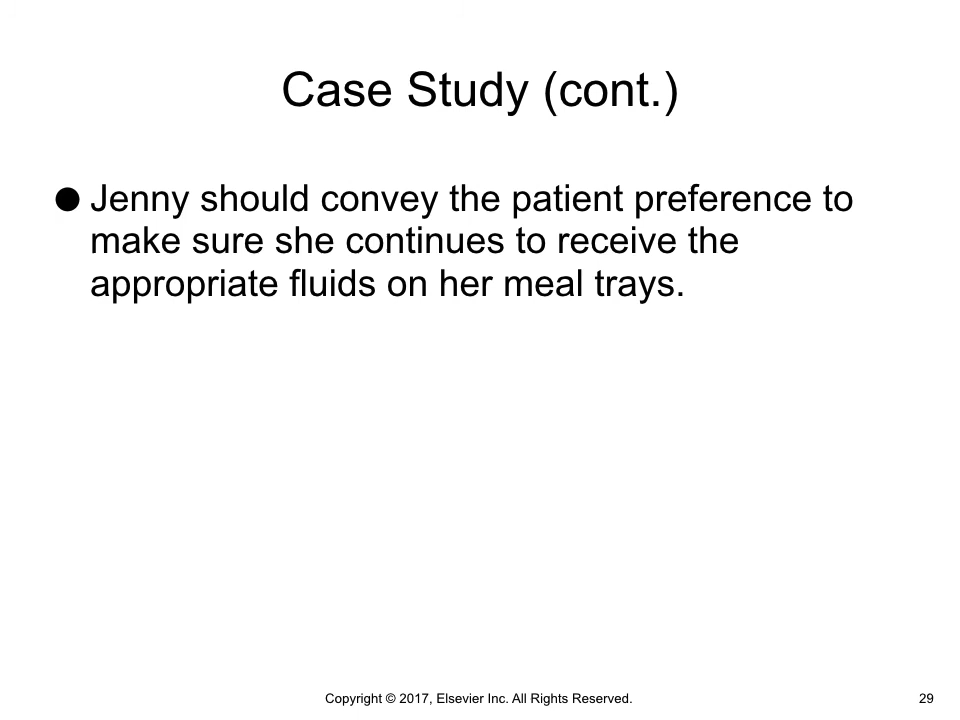 Case Study (cont.)
● Jenny should convey the patient preference to
make sure she continues to receive the
appropriate fluids on her meal trays.
Copyright © 2017, Elsevier Inc. All Rights Reserved.
29